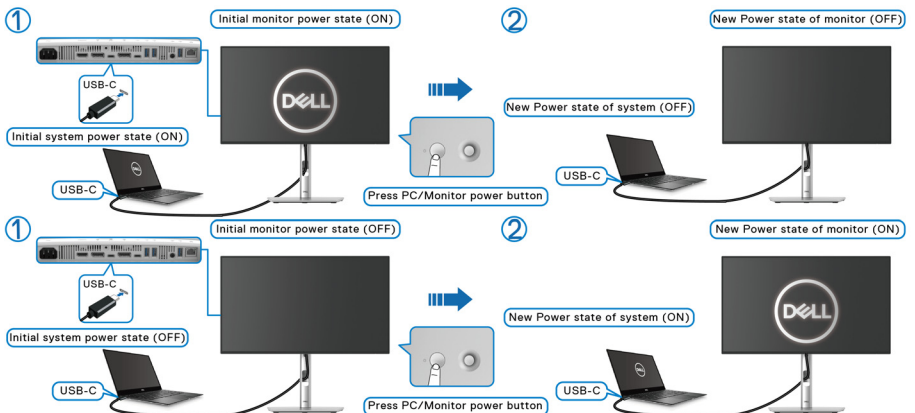 1
Initial monitor power state (ON)
USB-C
Initial system power state (ON)
DELL
DELL
USB-C
Press PC/Monitor power button
2
New Power state of monitor (OFF)
New Power state of system (OFF)
USB-C
1
Initial monitor power state (OFF)
USB-C
Initial system power state (OFF)
USB-C
Press PC/Monitor power button
2
New Power state of monitor (ON)
New Power state of system (ON)
DELL
DELL
USB-C